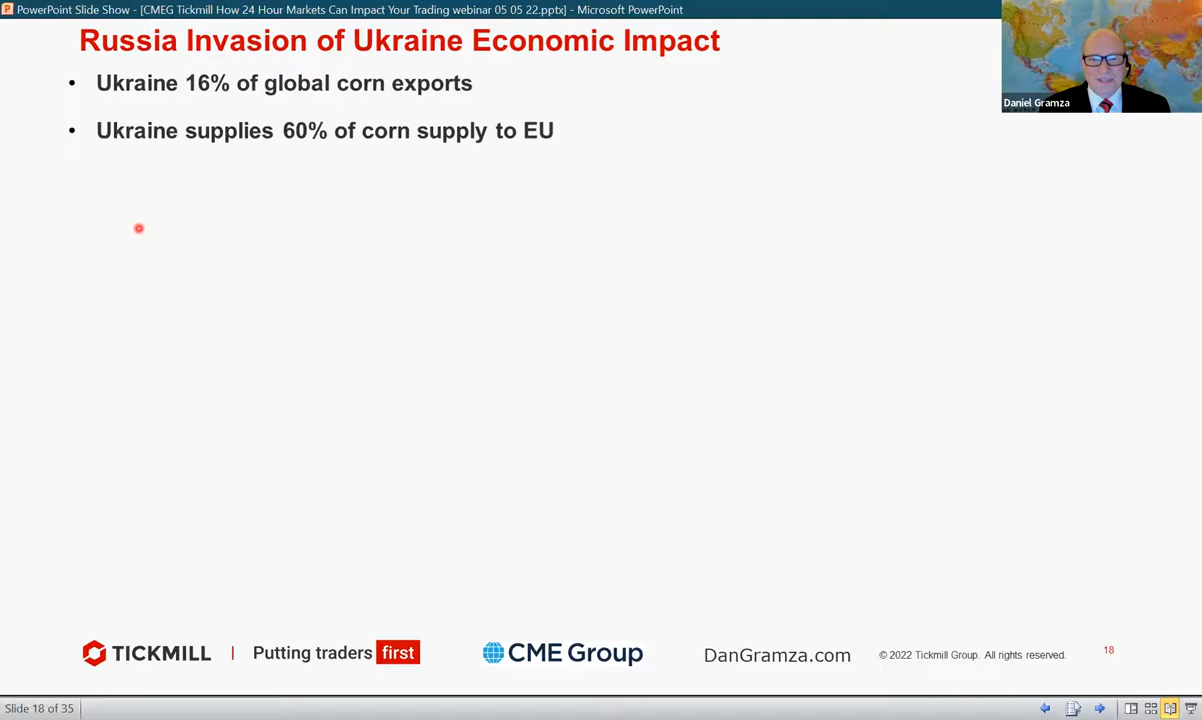 PowerPoint Slide Show - [CMEG Tickmill How 24 Hour Markets Can Impact Your Trading webinar 05 05 22.pptx] - Microsoft PowerPoint
Russia Invasion of Ukraine Economic Impact
• Ukraine 16% of global corn exports
• Ukraine supplies 60% of corn supply to EU
Daniel Gramza
TICKMILL | Putting traders first
CME Group
DanGramza.com
© 2022 Tickmill Group. All rights reserved.
18
Slide 18 of 35